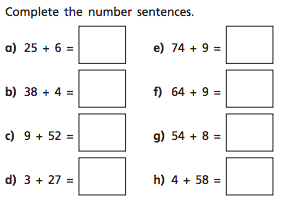 Complete the number sentences.
a) 25 + 6 =
e) 74 + 9 =
b) 38 + 4 =
f) 64 + 9 =
c) 9 + 52 =
g) 54 + 8 =
d) 3 + 27 =
h) 4 + 58 =